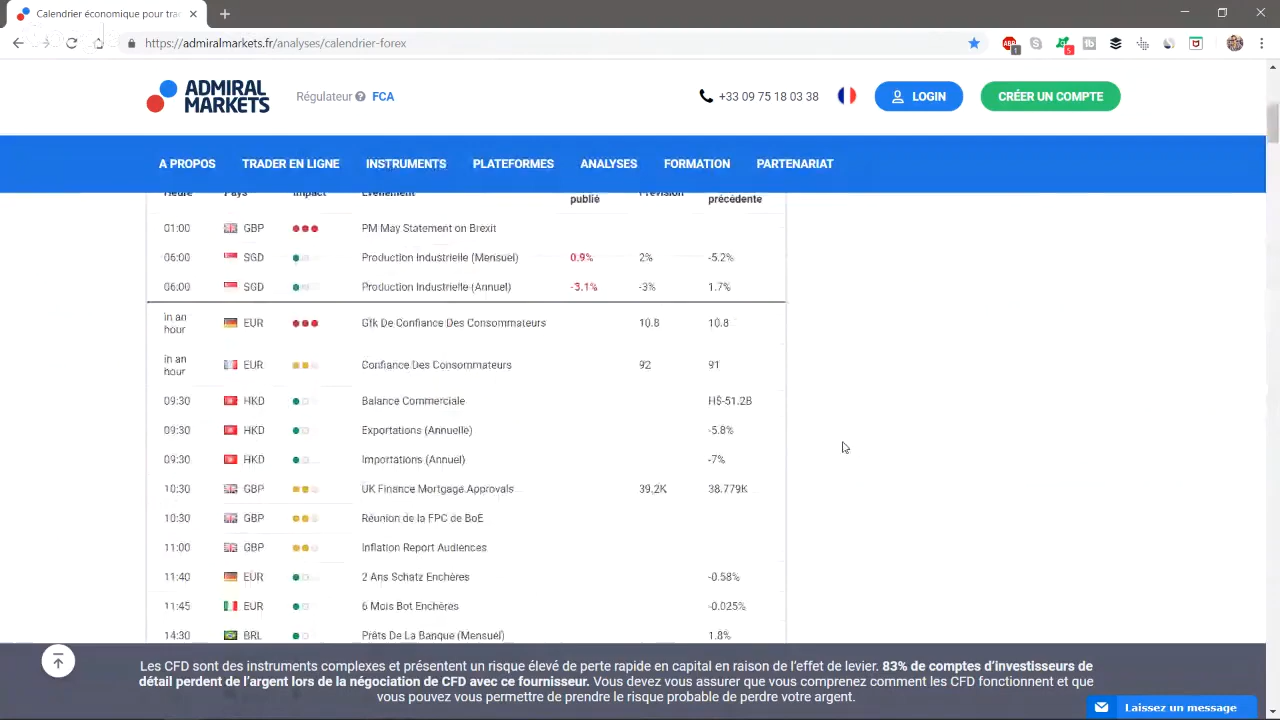 Calendrier économique pour tra
https://admiralmarkets.fr/analyses/calendrier-forex
ADMIRAL MARKETS
Régulateur FCA
+33 09 75 18 03 38
LOGIN
CRÉER UN COMPTE
A PROPOS TRADER EN LIGNE INSTRUMENTS PLATEFORMES ANALYSES FORMATION PARTENARIAT
Heure Pays Impact Evénement publié Prévision précédente
01:00 GBP PM May Statement on Brexit
06:00 SGD Production Industrielle (Mensuel) 0.9% 2% -5.2%
06:00 SGD Production Industrielle (Annuel) -3.1% -3% 1.7%
in an hour EUR Gfk De Confiance Des Consommateurs 10.8 10.8
in an hour EUR Confiance Des Consommateurs 92 91
09:30 HKD Balance Commerciale H$-51.2B
09:30 HKD Exportations (Annuelle) -5.8%
09:30 HKD Importations (Annuel) -7%
10:30 GBP UK Finance Mortgage Approvals 39.2K 38.779K
10:30 GBP Réunion de la FPC de BoE
11:00 GBP Inflation Report Audiences
11:40 EUR 2 Ans Schatz Enchères -0.58%
11:45 EUR 6 Mois Bot Enchères -0.025%
14:30 BRL Prêts De La Banque (Mensuel) 1.8%
Les CFD sont des instruments complexes et présentent un risque élevé de perte rapide en capital en raison de l'effet de levier. 83% de comptes d'investisseurs de
détail perdent de l'argent lors de la négociation de CFD avec ce fournisseur. Vous devez vous assurer que vous comprenez comment les CFD fonctionnent et que
vous pouvez vous permettre de prendre le risque probable de perdre votre argent.
Laissez un message